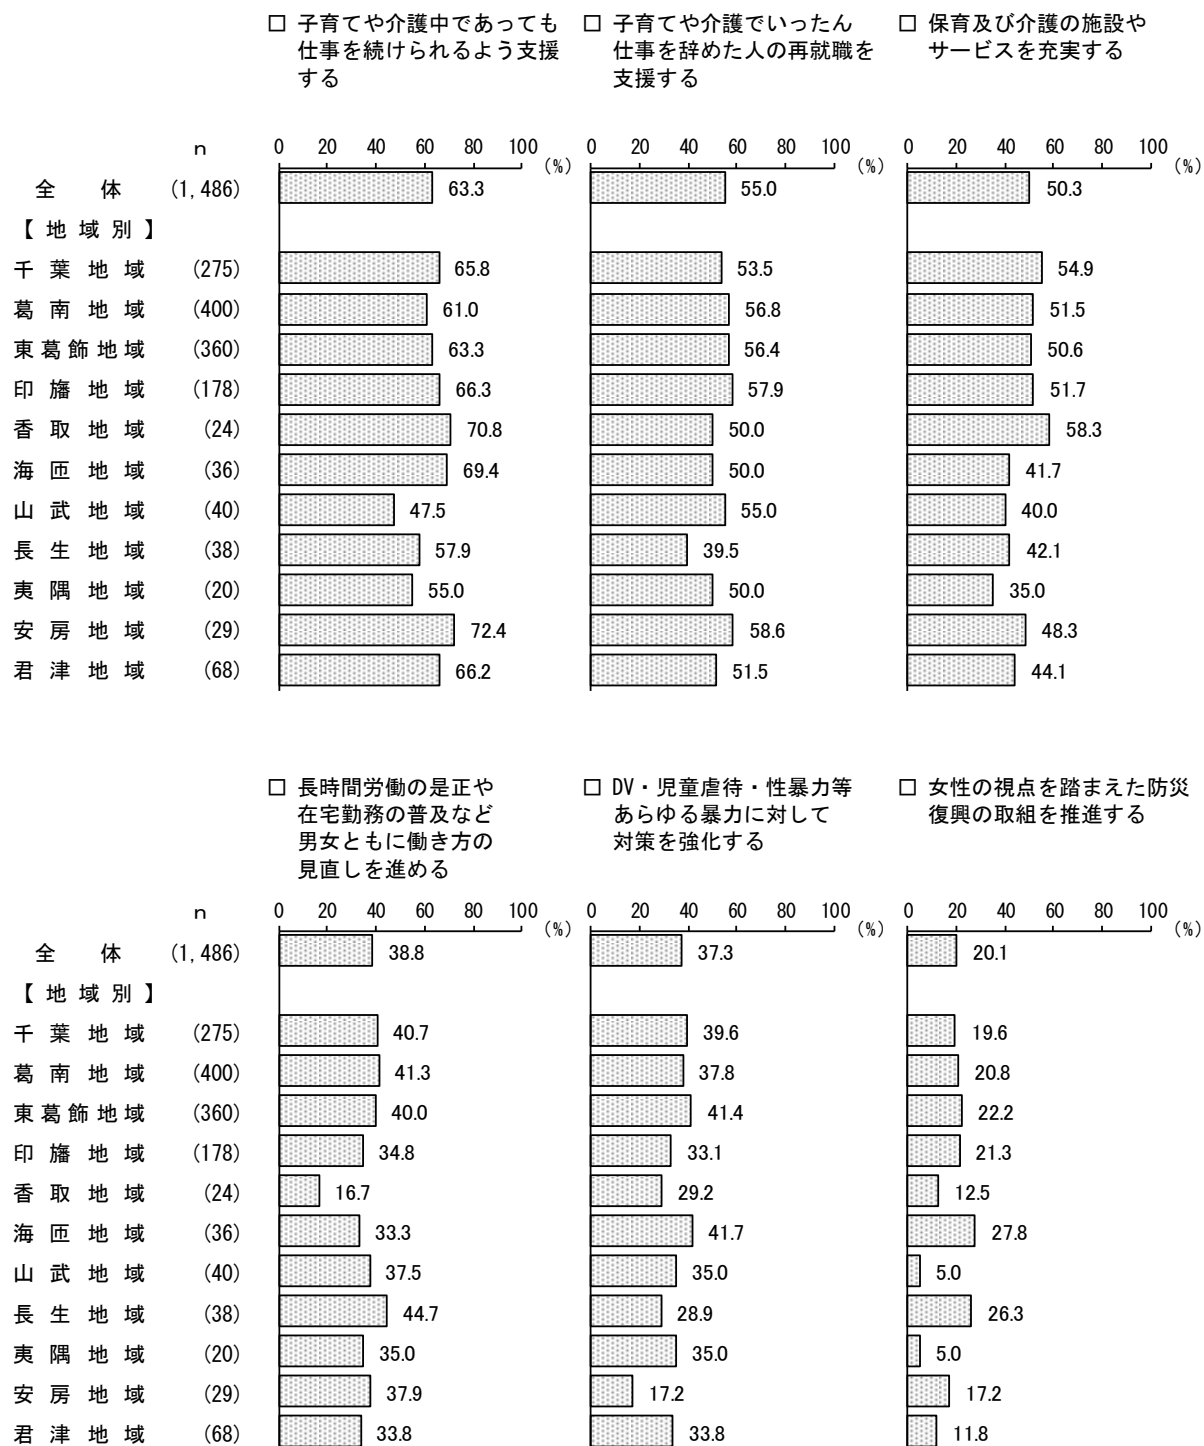 □ 子育てや介護中であっても
仕事を続けられるよう支援
する
□ 子育てや介護でいったん
仕事を辞めた人の再就職を
支援する
□ 保育及び介護の施設や
サービスを充実する
n 0 20 40 60 80 100 (%) 0 20 40 60 80 100 (%) 0 20 40 60 80 100 (%)
全体 (1,486) 63.3 55.0 50.3
【地域別】
千葉地域 (275) 65.8 53.5 54.9
葛南地域 (400) 61.0 56.8 51.5
東葛飾地域 (360) 63.3 56.4 50.6
印旛地域 (178) 66.3 57.9 51.7
香取地域 (24) 70.8 50.0 58.3
海匝地域 (36) 69.4 50.0 41.7
山武地域 (40) 47.5 55.0 40.0
長生地域 (38) 57.9 39.5 42.1
夷隅地域 (20) 55.0 50.0 35.0
安房地域 (29) 72.4 58.6 48.3
君津地域 (68) 66.2 51.5 44.1
□ 長時間労働の是正や
在宅勤務の普及など
男女ともに働き方の
見直しを進める
□ DV・児童虐待・性暴力等
あらゆる暴力に対して
対策を強化する
□ 女性の視点を踏まえた防災
復興の取組を推進する
n 0 20 40 60 80 100 (%) 0 20 40 60 80 100 (%) 0 20 40 60 80 100 (%)
全体 (1,486) 38.8 37.3 20.1
【地域別】
千葉地域 (275) 40.7 39.6 19.6
葛南地域 (400) 41.3 37.8 20.8
東葛飾地域 (360) 40.0 41.4 22.2
印旛地域 (178) 34.8 33.1 21.3
香取地域 (24) 16.7 29.2 12.5
海匝地域 (36) 33.3 41.7 27.8
山武地域 (40) 37.5 35.0 5.0
長生地域 (38) 44.7 28.9 26.3
夷隅地域 (20) 35.0 35.0 5.0
安房地域 (29) 37.9 17.2 17.2
君津地域 (68) 33.8 33.8 11.8